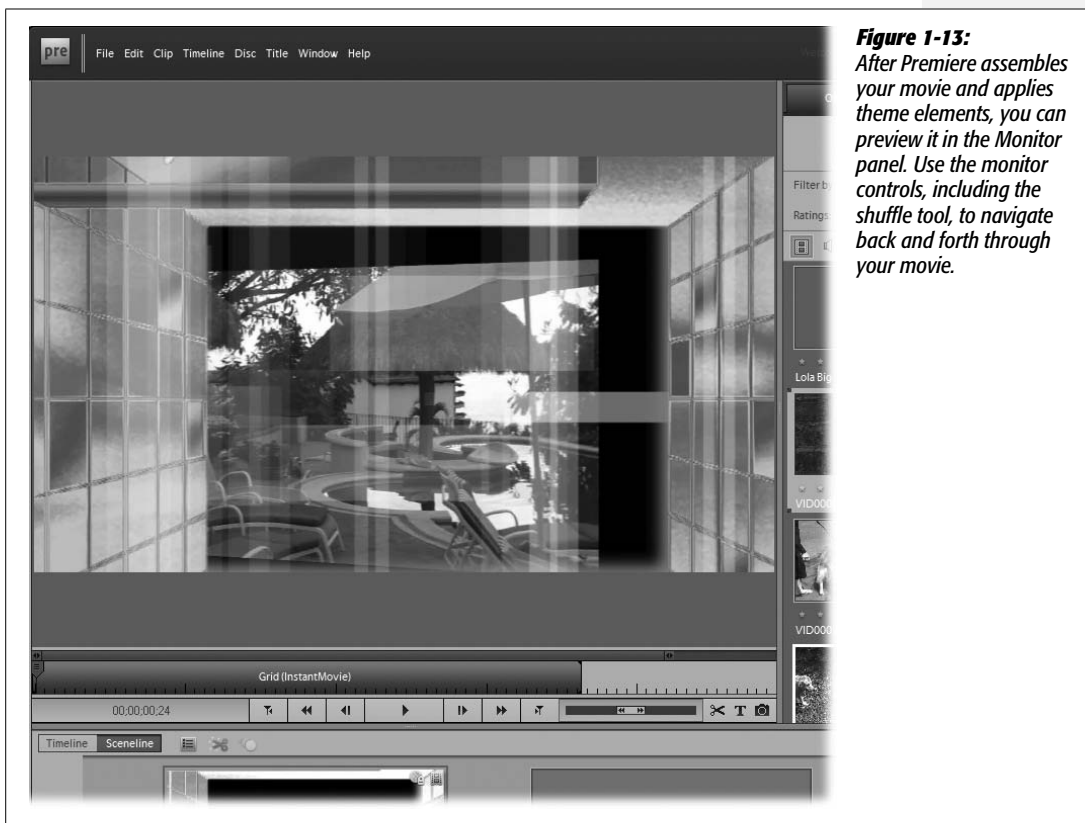 pre
File Edit Clip Timeline Disc Title Window Help
Filter by
Ratings:
Lola Big
VID000
VID000
Grid (InstantMovie)
00;00;00;24
T
Timeline Sceneline
Figure 1-13:
After Premiere assembles
your movie and applies
theme elements, you can
preview it in the Monitor
panel. Use the monitor
controls, including the
shuffle tool, to navigate
back and forth through
your movie.